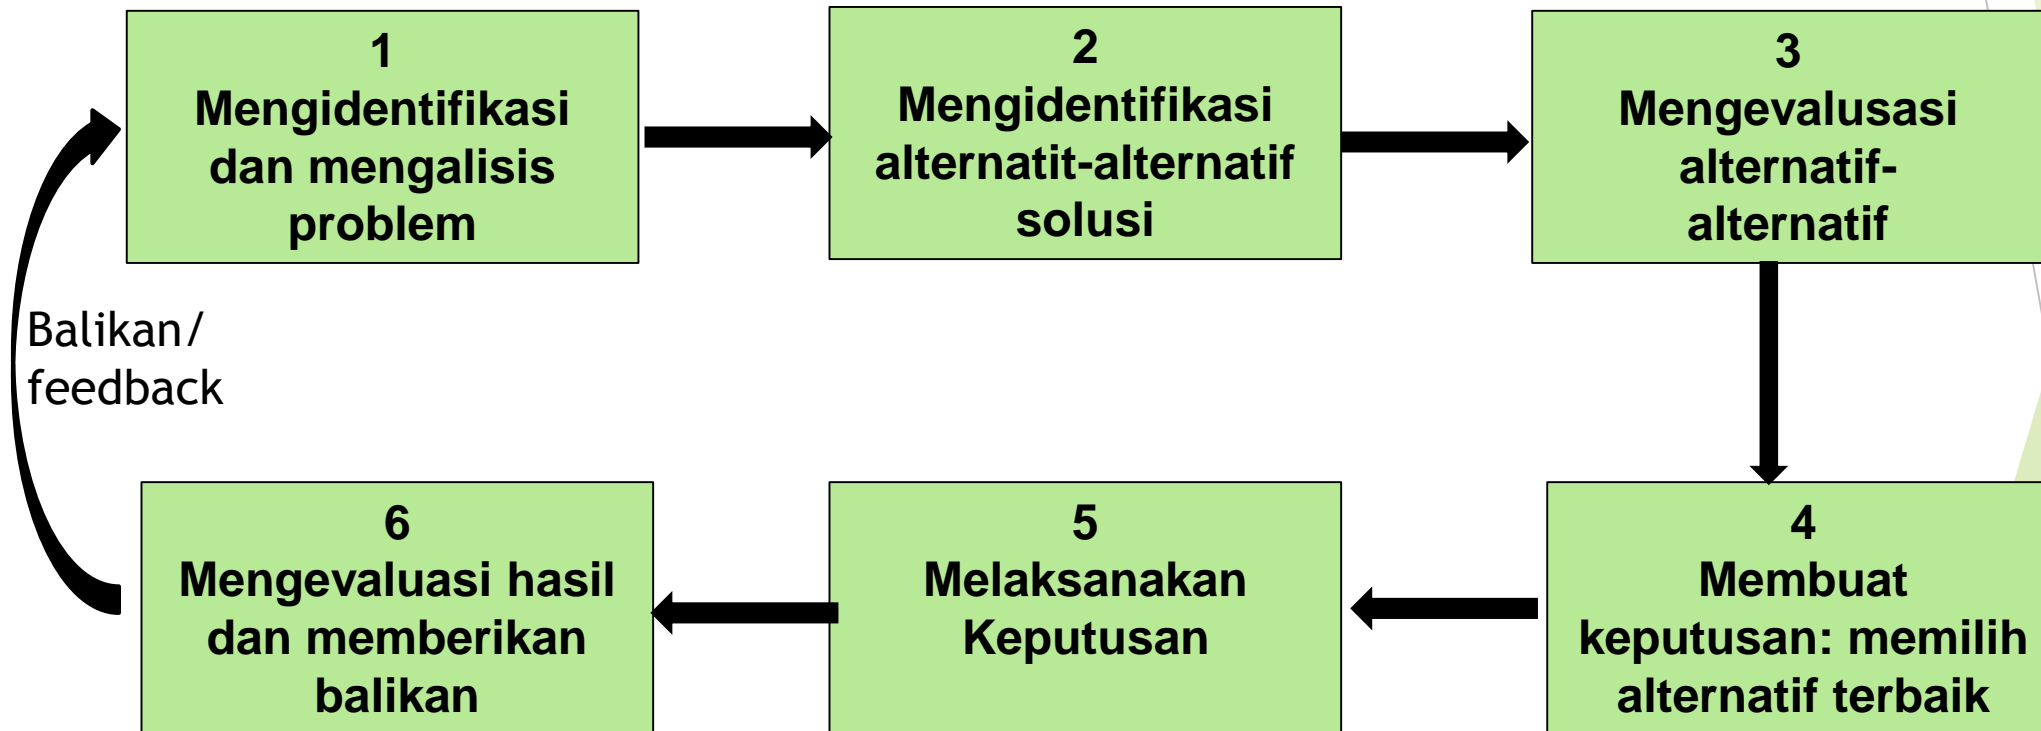 1
Mengidentifikasi
dan mengalisis
problem
2
Mengidentifikasi
alternatit-alternatif
solusi
3
Mengevalusasi
alternatif-
alternatif
Balikan/
feedback
4
Membuat
keputusan: memilih
alternatif terbaik
5
Melaksanakan
Keputusan
6
Mengevaluasi hasil
dan memberikan
balikan